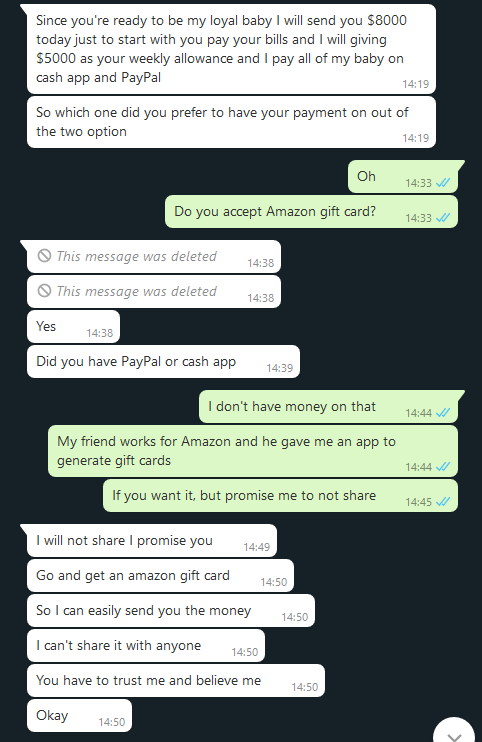 Since you're ready to be my loyal baby I will send you $8000
today just to start with you pay your bills and I will giving
$5000 as your weekly allowance and I pay all of my baby on
cash app and PayPal
14:19
So which one did you prefer to have your payment on out of
the two option
14:19
Oh
14:33
Do you accept Amazon gift card?
14:33
This message was deleted
14:38
This message was deleted
14:38
Yes
14:38
Did you have PayPal or cash app
14:39
I don't have money on that
14:44
My friend works for Amazon and he gave me an app to
generate gift cards
14:44
If you want it, but promise me to not share
14:45
I will not share I promise you
14:49
Go and get an amazon gift card
14:50
So I can easily send you the money
14:50
I can't share it with anyone
14:50
You have to trust me and believe me
14:50
Okay
14:50